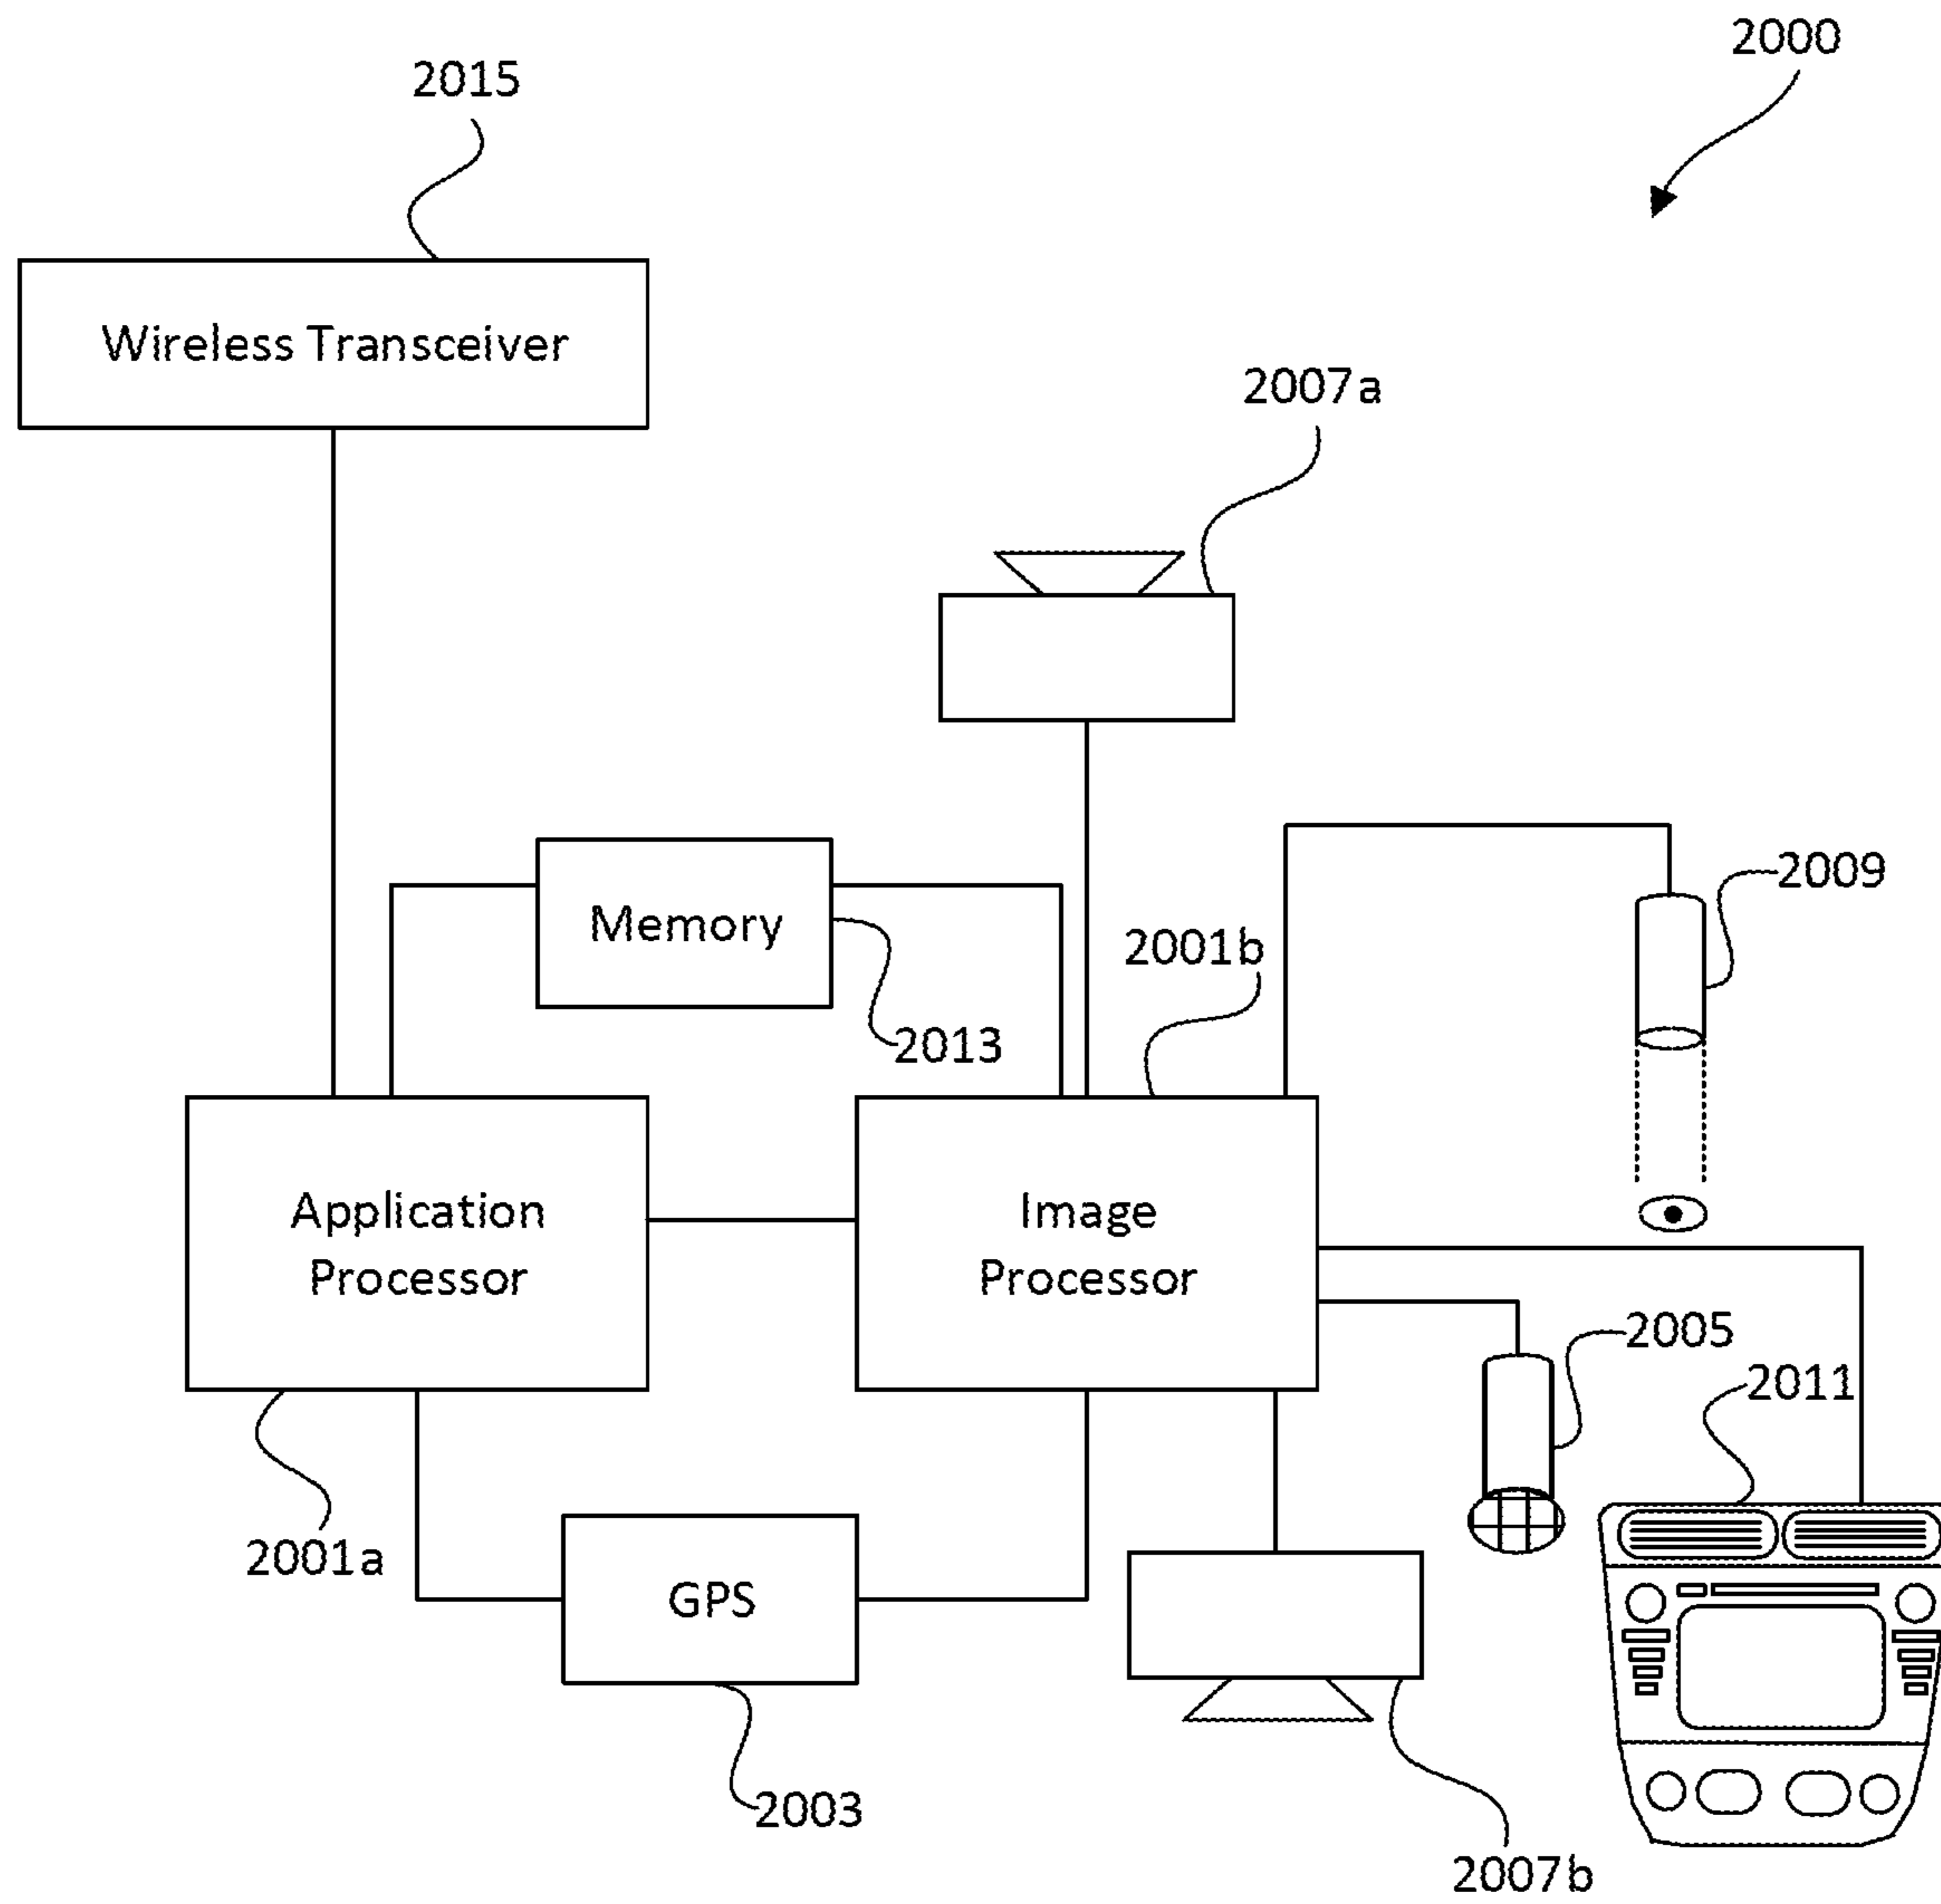 2000
2015
Wireless Transceiver
2007a
2009
Memory
2001b
2013
Application
Processor
Image
Processor
2005
2011
2001a
GPS
2003
2007b